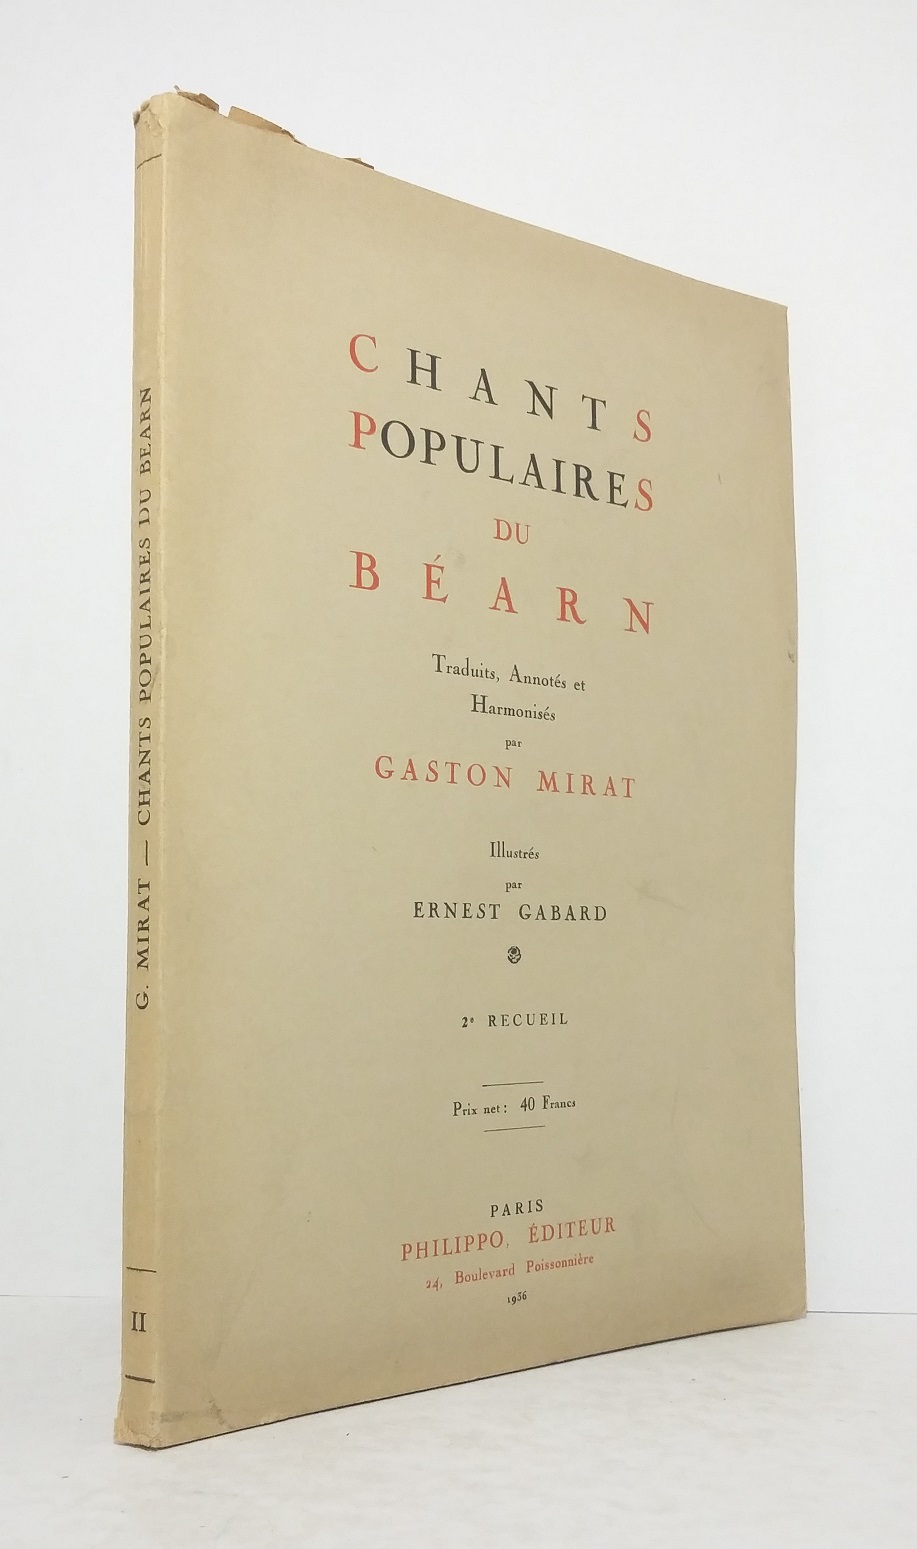 CHANTS
POPULAIRES
DU
BÉARN
Traduits, Annotés et
Harmonisés
par
GASTON MIRAT
Illustrés
par
ERNEST GABARD
2e RECUEIL
Prix net : 40 Francs
PARIS
PHILIPPO, ÉDITEUR
24, Boulevard Poissonnière
1936
G. MIRAT — CHANTS POPULAIRES DU BEARN
II